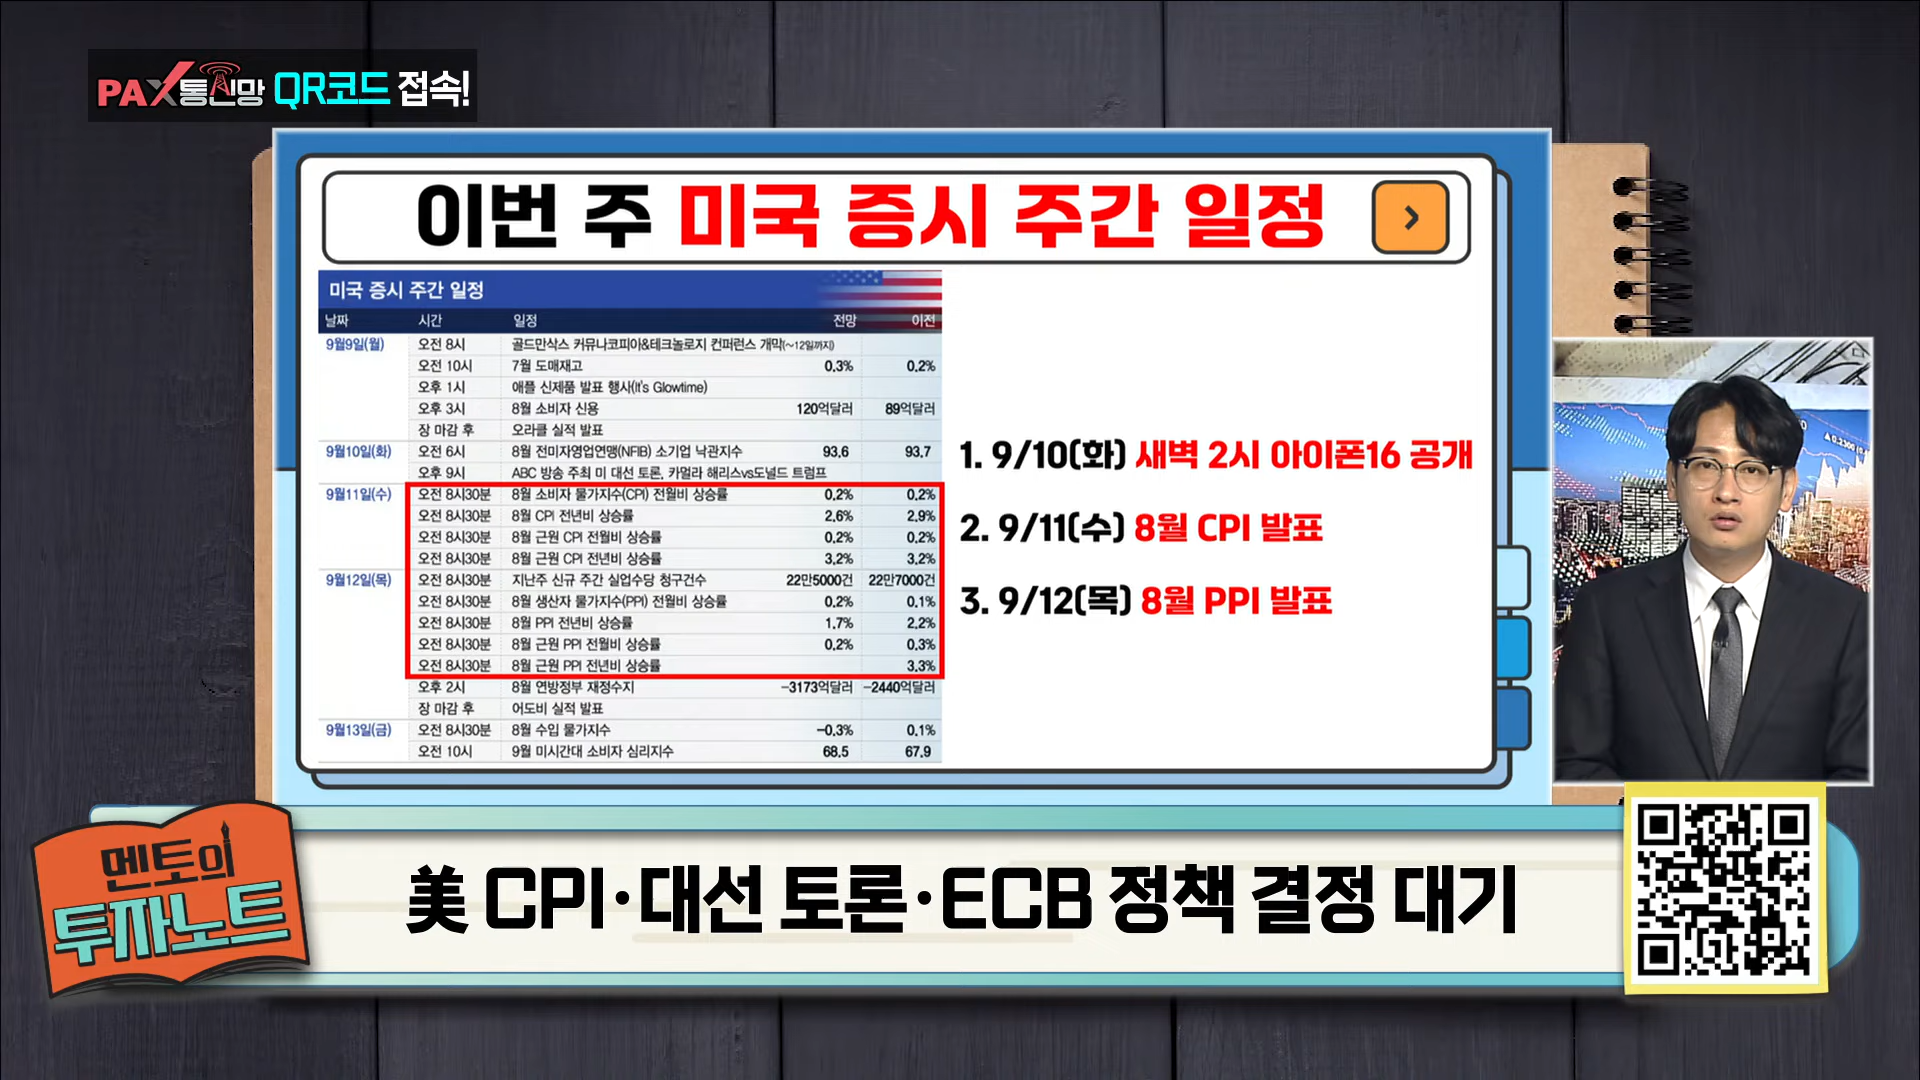 PAX통신망 QR코드 접속!
이번 주 미국 증시 주간 일정
미국 증시 주간 일정
날짜 시간 일정 전망 이전
9월9일(월) 오전 8시 골드만삭스 커뮤나코피아&테크놀로지 컨퍼런스 개막(~12일까지)
오전 10시 7월 도매재고 0.3% 0.2%
오후 1시 애플 신제품 발표 행사(It's Glowtime)
오후 3시 8월 소비자 신용 120억달러 89억달러
장 마감 후 오라클 실적 발표
9월10일(화) 오전 6시 8월 전미자영업연맹(NFIB) 소기업 낙관지수 93.6 93.7
오후 9시 ABC 방송 주최 미 대선 토론, 카멀라 해리스vs도널드 트럼프
9월11일(수) 오전 8시30분 8월 소비자 물가지수(CPI) 전월비 상승률 0.2% 0.2%
오전 8시30분 8월 CPI 전년비 상승률 2.6% 2.9%
오전 8시30분 8월 근원 CPI 전월비 상승률 0.2% 0.2%
오전 8시30분 8월 근원 CPI 전년비 상승률 3.2% 3.2%
9월12일(목) 오전 8시30분 지난주 신규 주간 실업수당 청구건수 22만5000건 22만7000건
오전 8시30분 8월 생산자 물가지수(PPI) 전월비 상승률 0.2% 0.1%
오전 8시30분 8월 PPI 전년비 상승률 1.7% 2.2%
오전 8시30분 8월 근원 PPI 전월비 상승률 0.2% 0.3%
오전 8시30분 8월 근원 PPI 전년비 상승률 3.3%
오후 2시 8월 연방정부 재정수지 -3173억달러 -2440억달러
장 마감 후 어도비 실적 발표
9월13일(금) 오전 8시30분 8월 수입 물가지수 -0.3% 0.1%
오전 10시 9월 미시간대 소비자 심리지수 68.5 67.9
1. 9/10(화) 새벽 2시 아이폰16 공개
2. 9/11(수) 8월 CPI 발표
3. 9/12(목) 8월 PPI 발표
멘토의
투자노트
美 CPI·대선 토론·ECB 정책 결정 대기